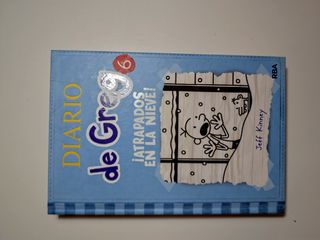 DIARIO
de Greg
6
¡ATRAPADOS
EN LA NIEVE!
Jeff Kinney
RBA